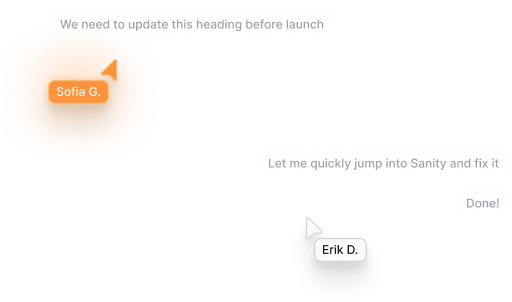 We need to update this heading before launch
Sofia G.
Let me quickly jump into Sanity and fix it
Done!
Erik D.